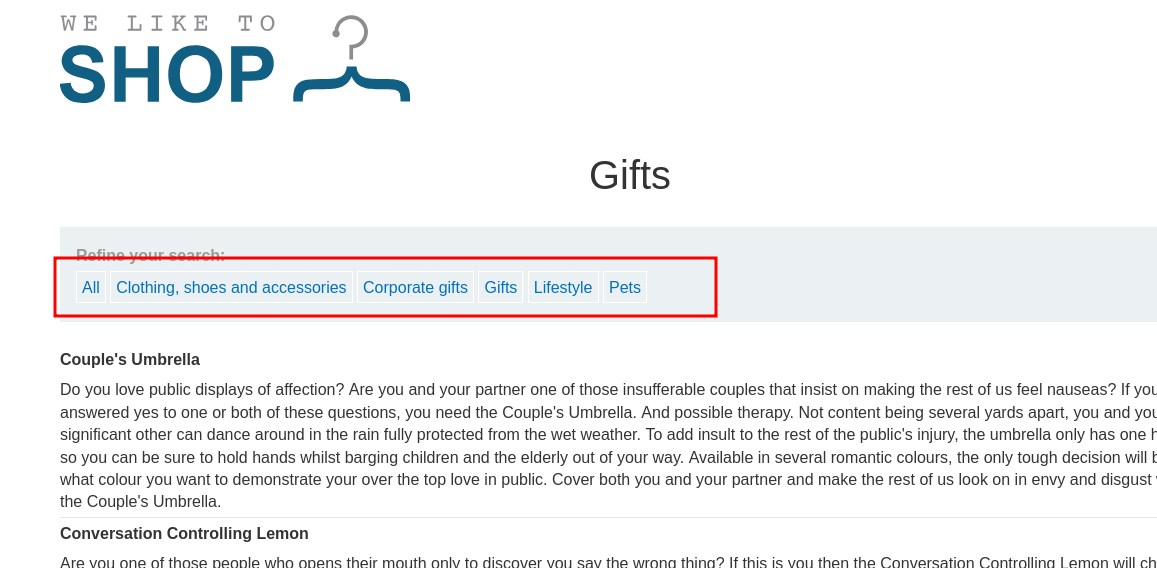 WE LIKE TO
SHOP
Gifts
Refine your search:
All Clothing, shoes and accessories Corporate gifts Gifts Lifestyle Pets
Couple's Umbrella
Do you love public displays of affection? Are you and your partner one of those insufferable couples that insist on making the rest of us feel nauseas? If you
answered yes to one or both of these questions, you need the Couple's Umbrella. And possible therapy. Not content being several yards apart, you and
significant other can dance around in the rain fully protected from the wet weather. To add insult to the rest of the public's injury, the umbrella only has one
so you can be sure to hold hands whilst barging children and the elderly out of your way. Available in several romantic colours, the only tough decision will
what colour you want to demonstrate your over the top love in public. Cover both you and your partner and make the rest of us look on in envy and disgust
the Couple's Umbrella.
Conversation Controlling Lemon
Are you one of those people who opens their mouth only to discover you say the wrong thing? If this is you then the Conversation Controlling Lemon will